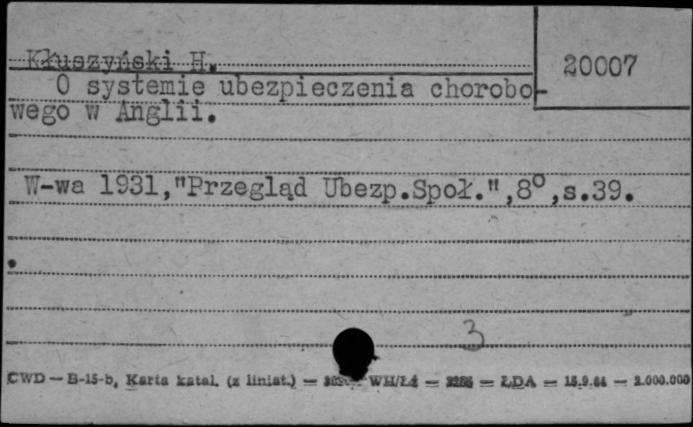 Kłuszyński H.
20007
O systemie ubezpieczenia chorobo-
wego w Anglii.
W-wa 1931,"Przegląd Ubezp.Społ.",8°,s.39.
3
CWD — B-15-b, Karta katal. (z liniat.) — WH/Łd — — ŁDA — 15.9.64 — 2.000.000